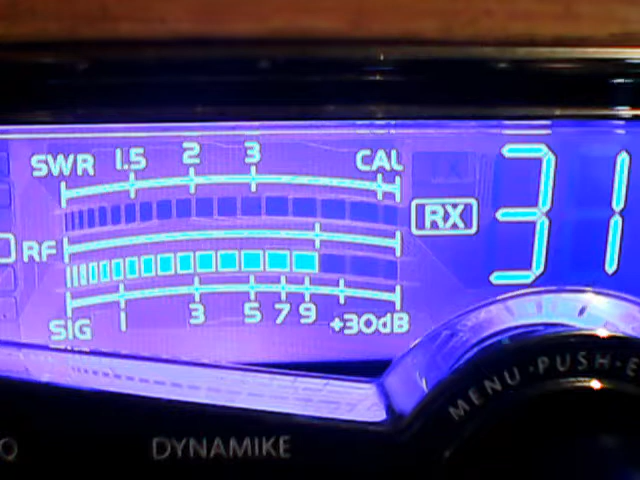 SWR 1.5 2 3 CAL
RX 31
RF
SIG 1 3 5 7 9 +30dB
MENU·PUSH·E
Q DYNAMIKE